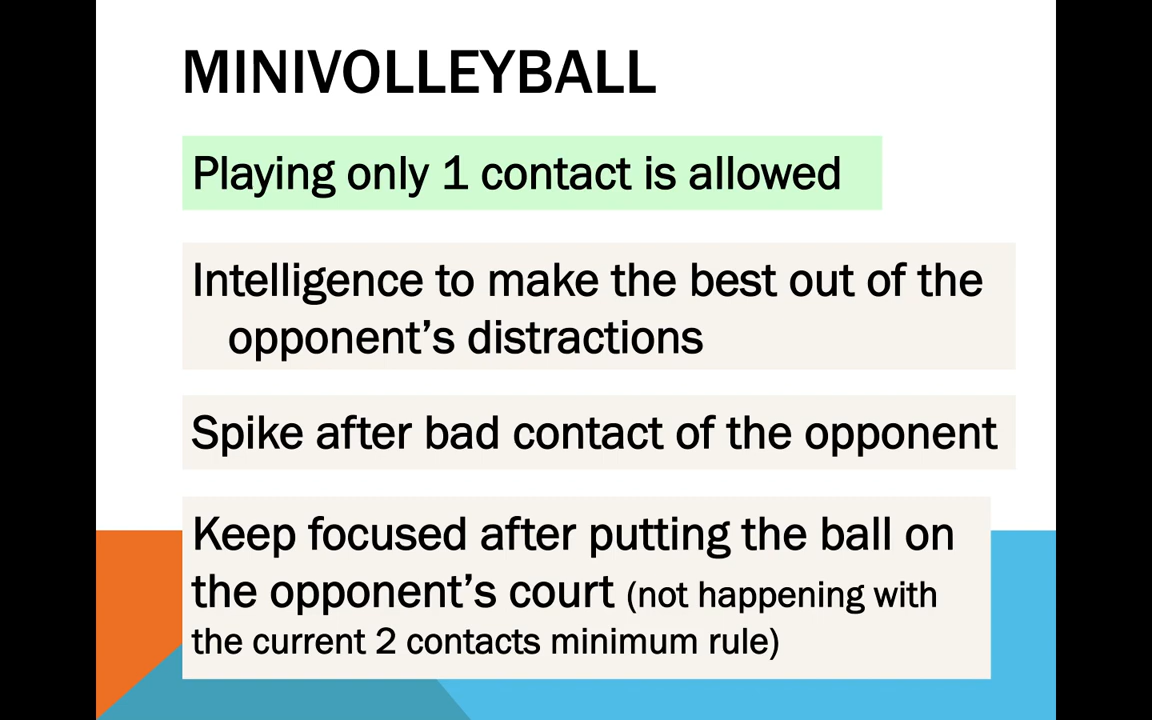 MINIVOLLEYBALL
Playing only 1 contact is allowed
Intelligence to make the best out of the
opponent’s distractions
Spike after bad contact of the opponent
Keep focused after putting the ball on
the opponent’s court (not happening with
the current 2 contacts minimum rule)